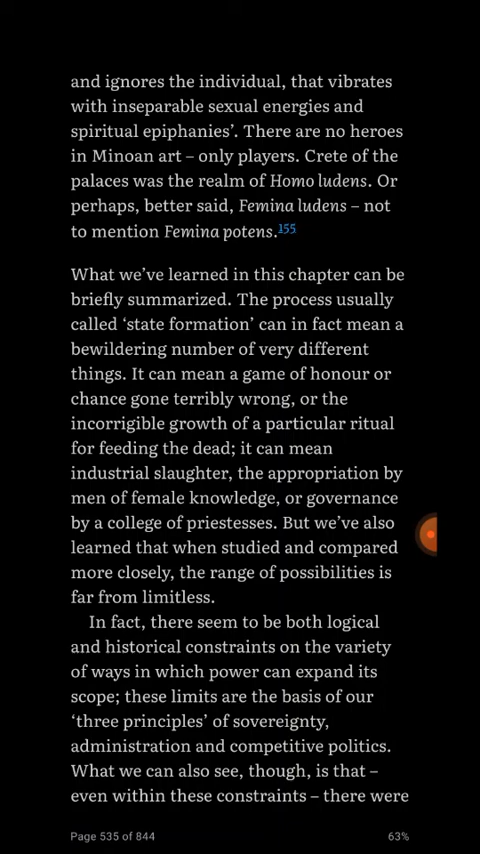 and ignores the individual, that vibrates
with inseparable sexual energies and
spiritual epiphanies’. There are no heroes
in Minoan art – only players. Crete of the
palaces was the realm of Homo ludens. Or
perhaps, better said, Femina ludens – not
to mention Femina potens.155
What we’ve learned in this chapter can be
briefly summarized. The process usually
called ‘state formation’ can in fact mean a
bewildering number of very different
things. It can mean a game of honour or
chance gone terribly wrong, or the
incorrigible growth of a particular ritual
for feeding the dead; it can mean
industrial slaughter, the appropriation by
men of female knowledge, or governance
by a college of priestesses. But we’ve also
learned that when studied and compared
more closely, the range of possibilities is
far from limitless.
In fact, there seem to be both logical
and historical constraints on the variety
of ways in which power can expand its
scope; these limits are the basis of our
‘three principles’ of sovereignty,
administration and competitive politics.
What we can also see, though, is that –
even within these constraints – there were
Page 535 of 844
63%